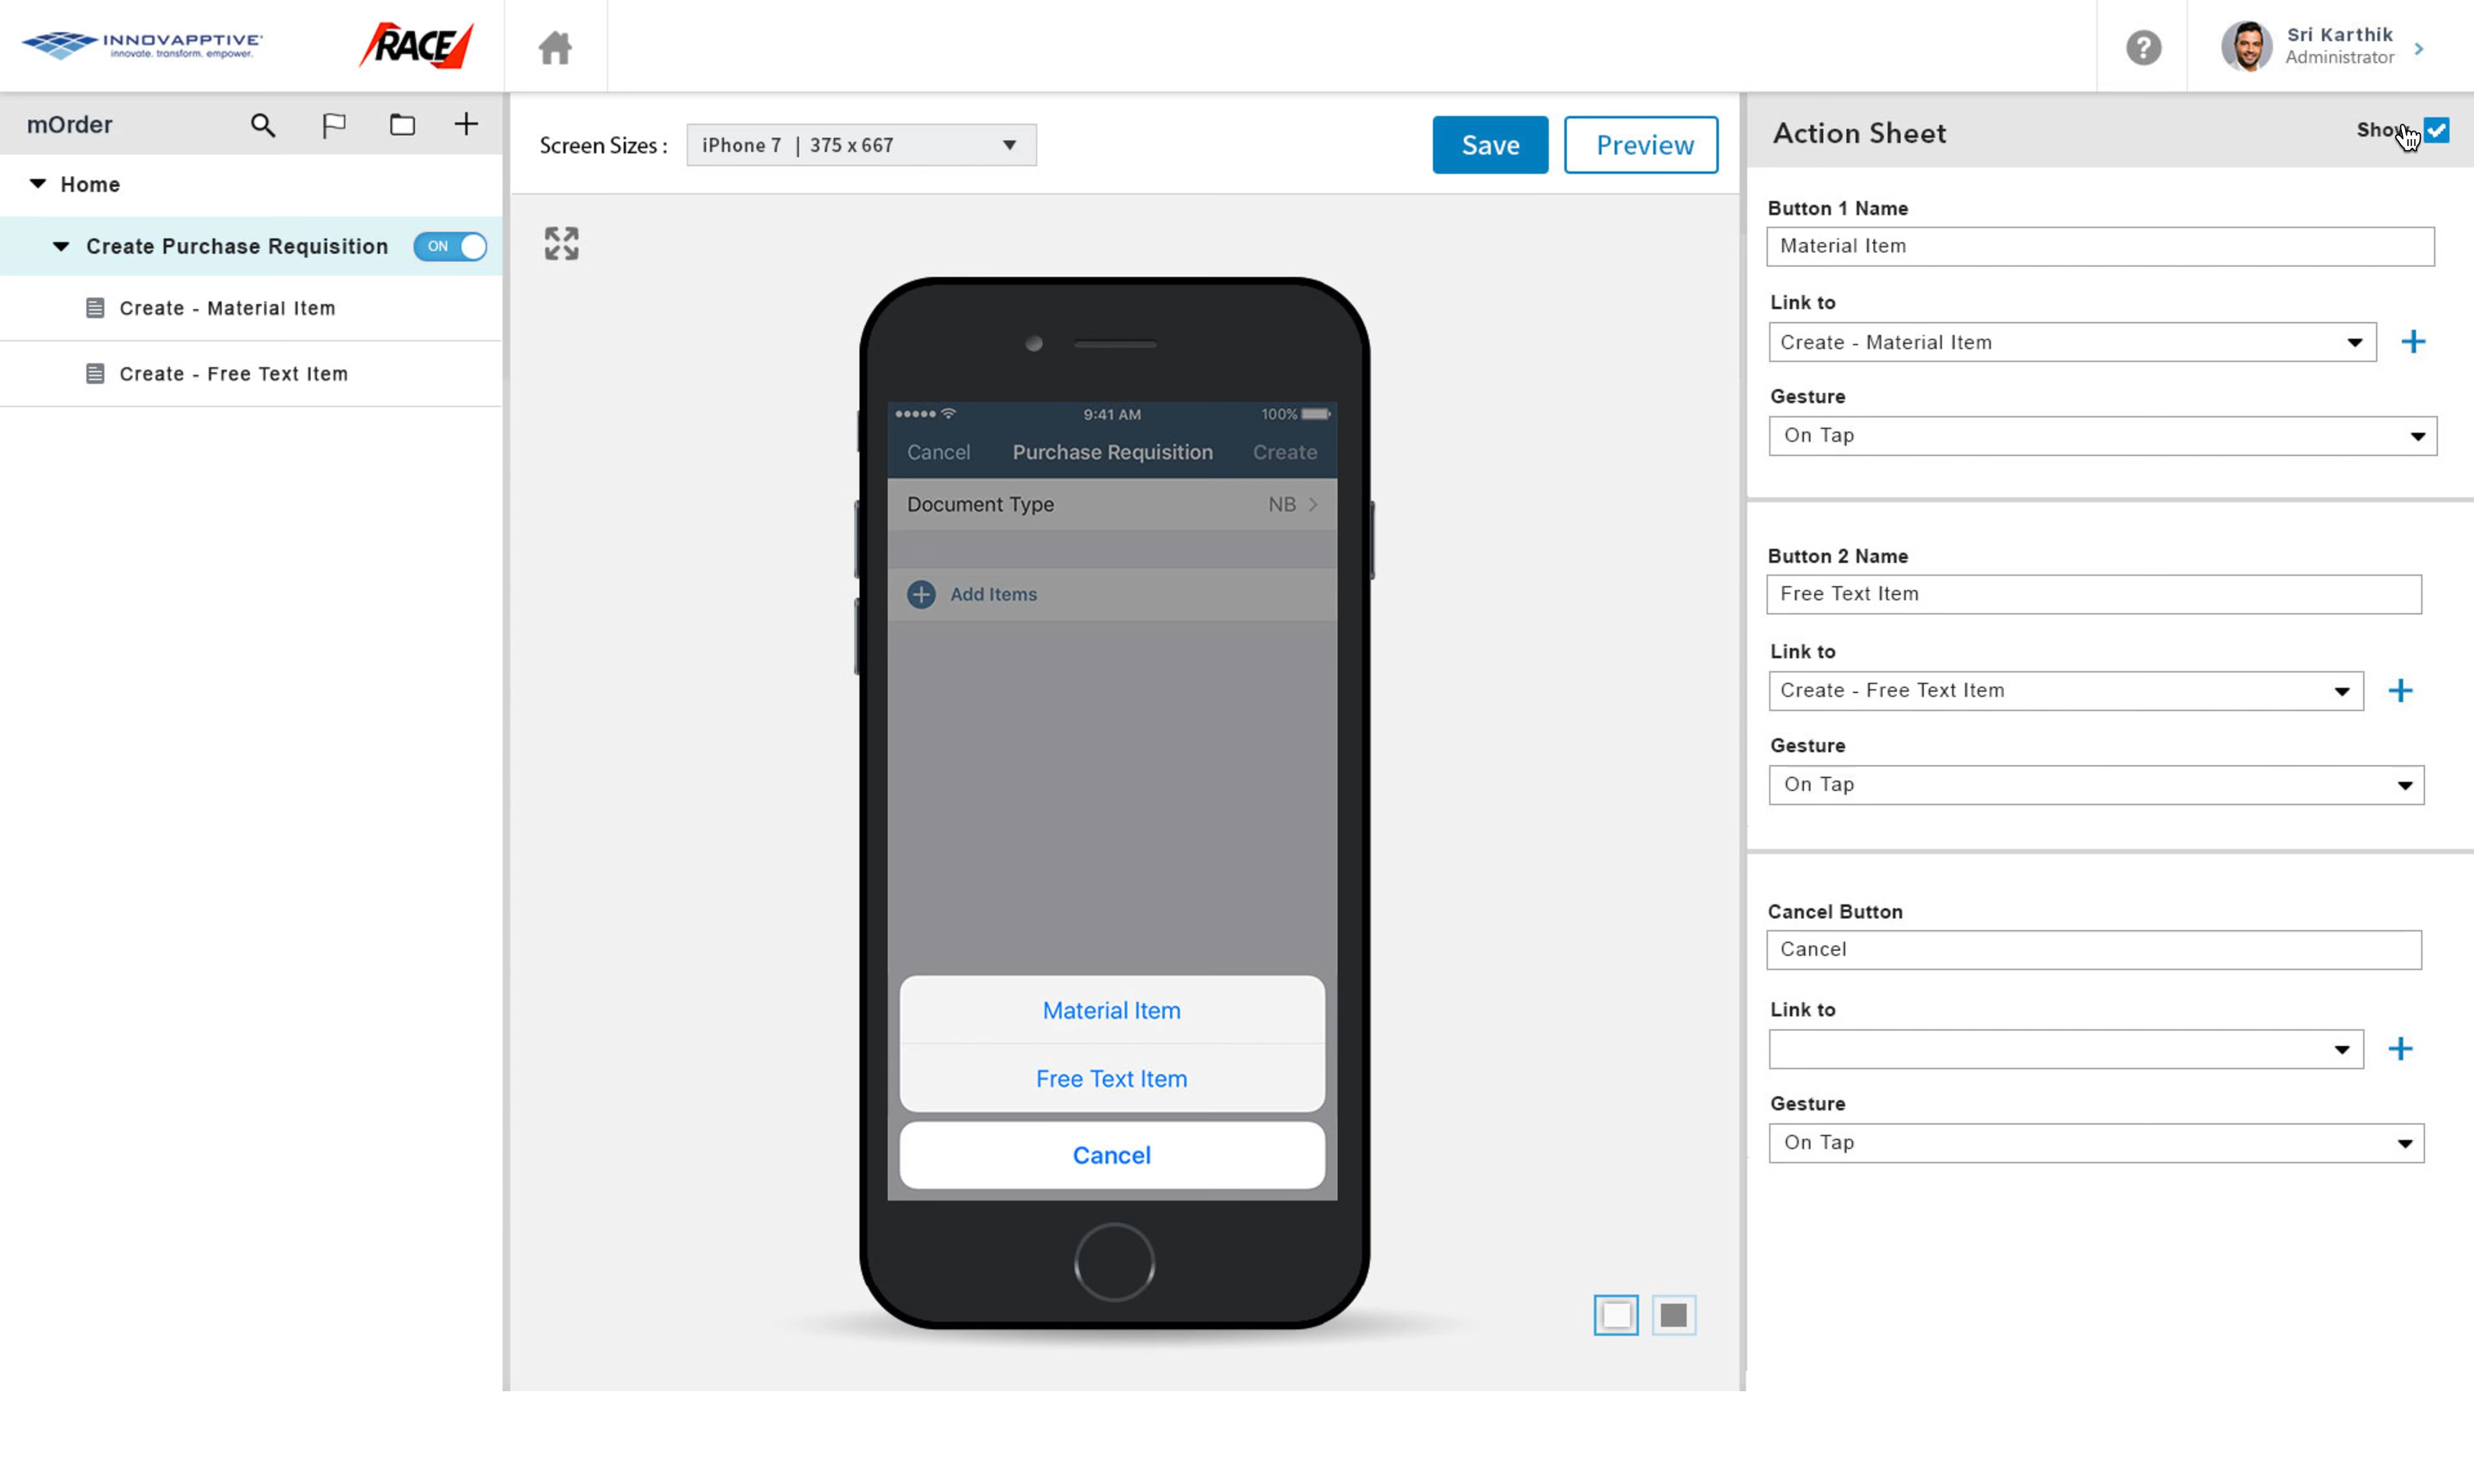 INNOVAPPTIVE
innovate. transform. empower.
RACE
Sri Karthik
Administrator
mOrder
Home
Create Purchase Requisition
ON
Create - Material Item
Create - Free Text Item
Screen Sizes :
iPhone 7 | 375 x 667
Save
Preview
9:41 AM
100%
Cancel
Purchase Requisition
Create
Document Type
NB
Add Items
Material Item
Free Text Item
Cancel
Action Sheet
Button 1 Name
Material Item
Link to
Create - Material Item
Gesture
On Tap
Button 2 Name
Free Text Item
Link to
Create - Free Text Item
Gesture
On Tap
Cancel Button
Cancel
Link to
Gesture
On Tap